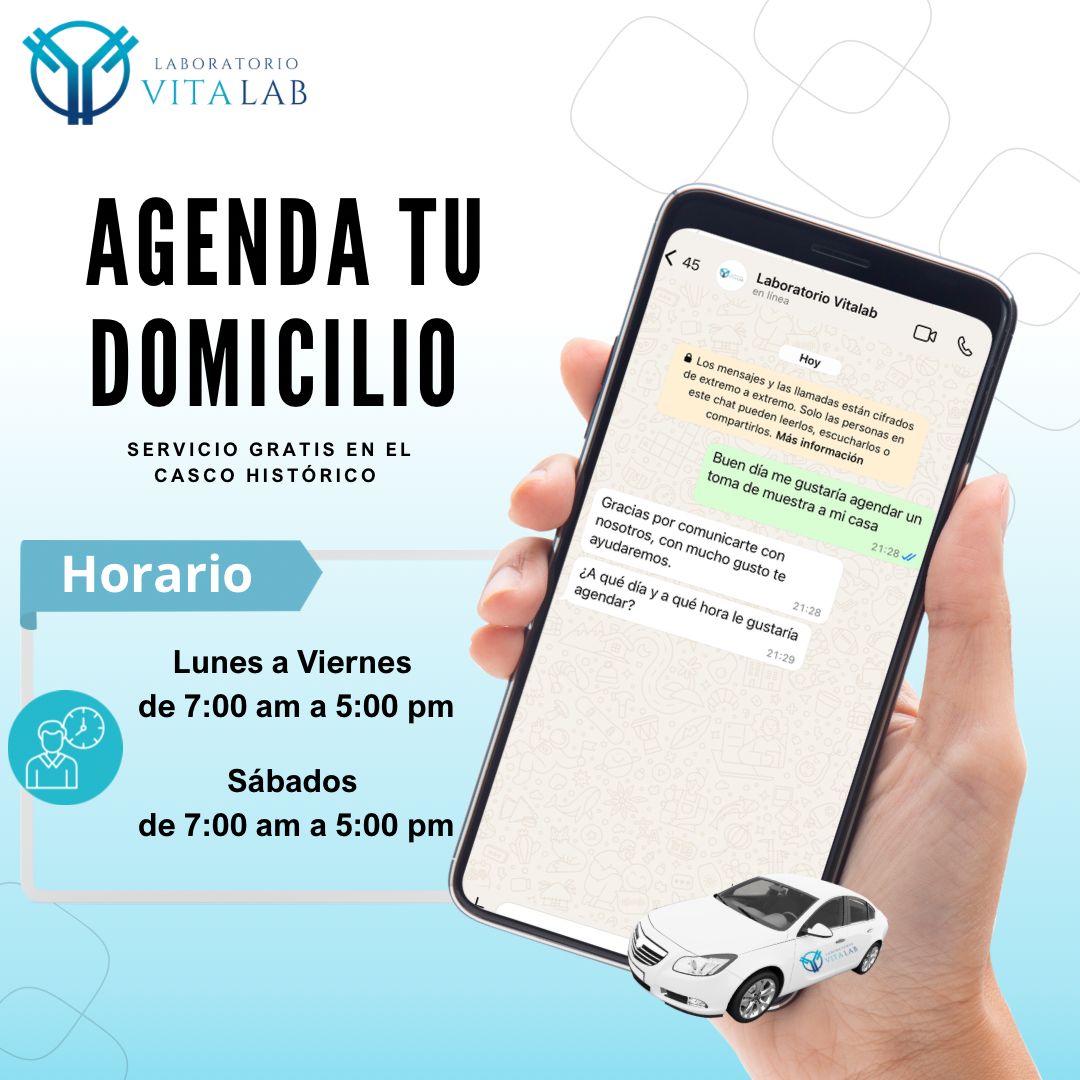 LABORATORIO
VITALAB
AGENDA TU
DOMICILIO
SERVICIO GRATIS EN EL
CASCO HISTÓRICO
Horario
Lunes a Viernes
de 7:00 am a 5:00 pm
Sábados
de 7:00 am a 5:00 pm
45
Laboratorio Vitalab
en línea
Hoy
Los mensajes y las llamadas están cifrados
de extremo a extremo. Solo las personas en
este chat pueden leerlos, escucharlos o
compartirlos. Más información
Buen día me gustaría agendar un
toma de muestra a mi casa
21:28
Gracias por comunicarte con
nosotros, con mucho gusto te
ayudaremos.
21:28
¿A qué día y a qué hora le gustaría
agendar?
21:29
LABORATORIO
VITALAB